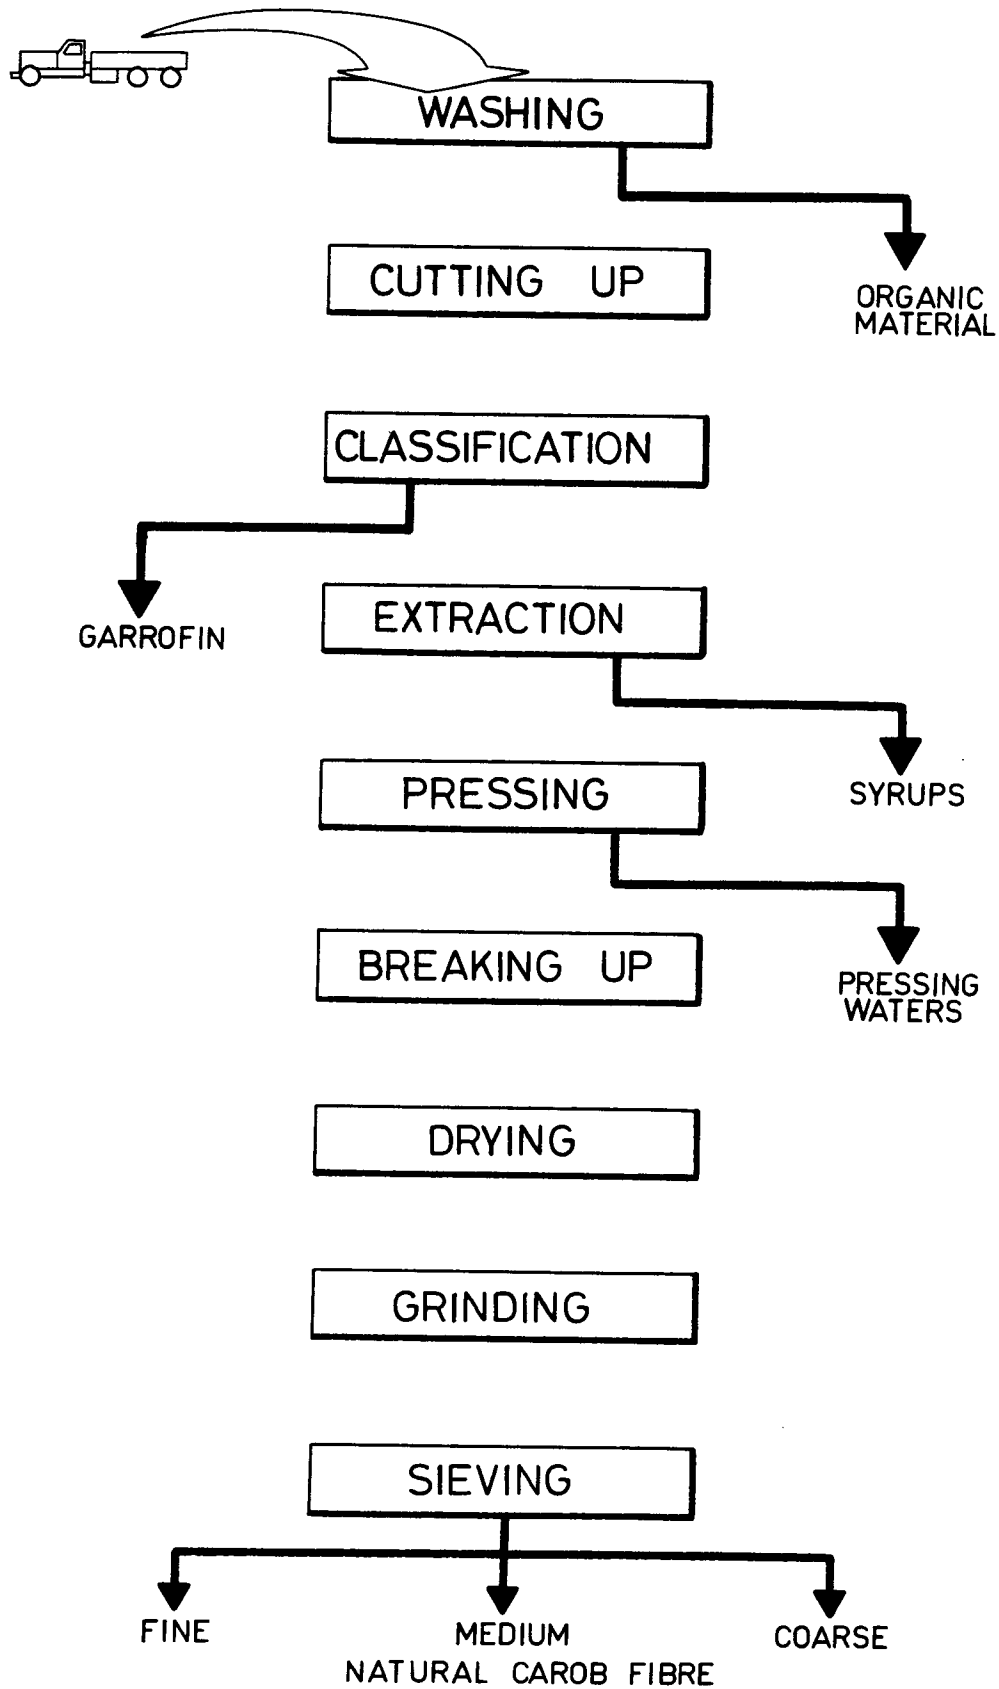 WASHING
ORGANIC
MATERIAL
CUTTING UP
CLASSIFICATION
GARROFIN
EXTRACTION
SYRUPS
PRESSING
PRESSING
WATERS
BREAKING UP
DRYING
GRINDING
SIEVING
FINE
MEDIUM
COARSE
NATURAL CAROB FIBRE